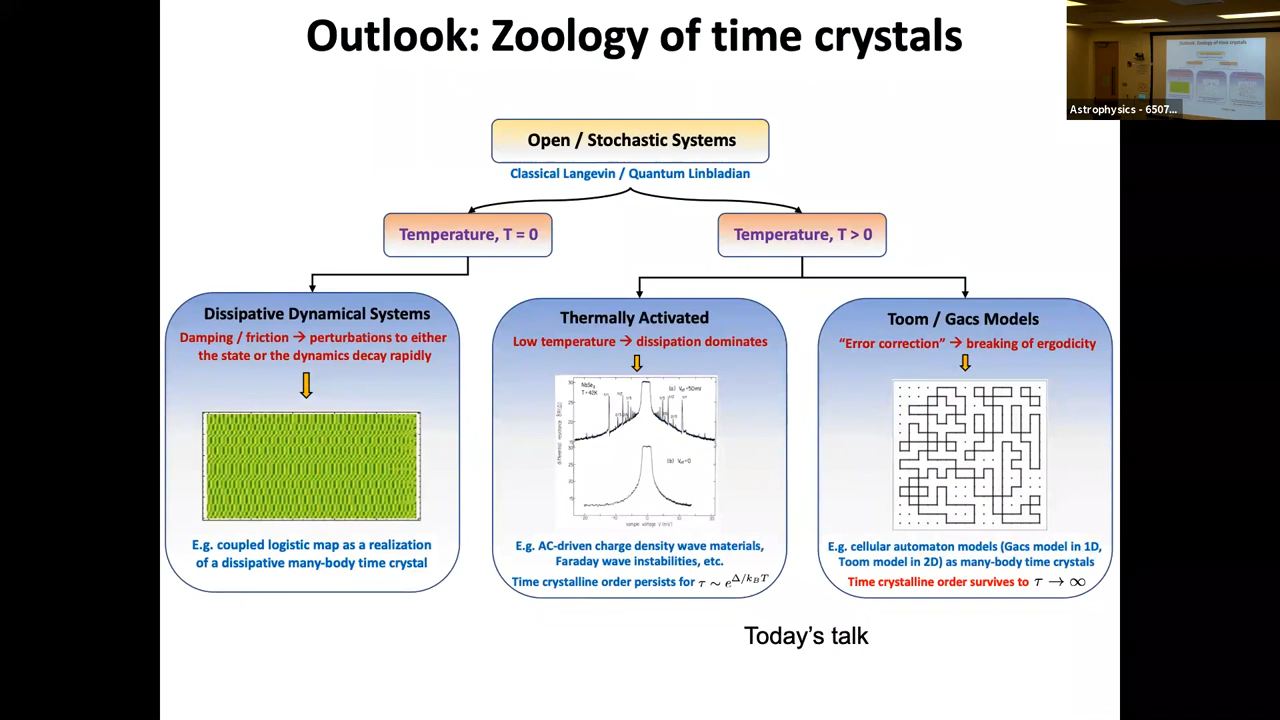 Outlook: Zoology of time crystals
Astrophysics - 6507...
Open / Stochastic Systems
Classical Langevin / Quantum Linbladian
Temperature, T = 0
Temperature, T > 0
Dissipative Dynamical Systems
Damping / friction → perturbations to either
the state or the dynamics decay rapidly
E.g. coupled logistic map as a realization
of a dissipative many-body time crystal
Thermally Activated
Low temperature → dissipation dominates
E.g. AC-driven charge density wave materials,
Faraday wave instabilities, etc.
Time crystalline order persists for τ ∼ e^{Δ/k_BT}
Toom / Gacs Models
“Error correction” → breaking of ergodicity
E.g. cellular automaton models (Gacs model in 1D,
Toom model in 2D) as many-body time crystals
Time crystalline order survives to τ → ∞
Today's talk